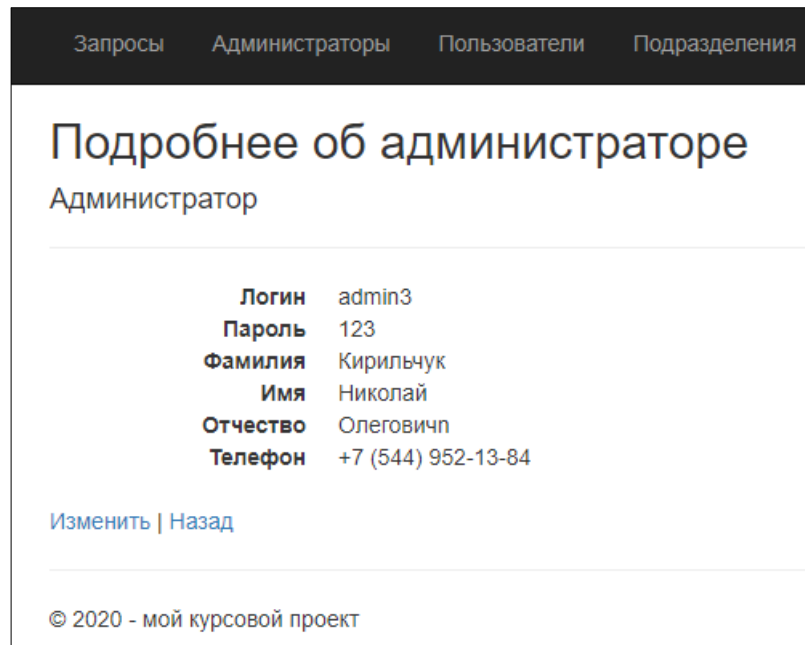 Запросы Администраторы Пользователи Подразделения
Подробнее об администраторе
Администратор
Логин admin3
Пароль 123
Фамилия Кирильчук
Имя Николай
Отчество Олеговичn
Телефон +7 (544) 952-13-84
Изменить | Назад
© 2020 - мой курсовой проект